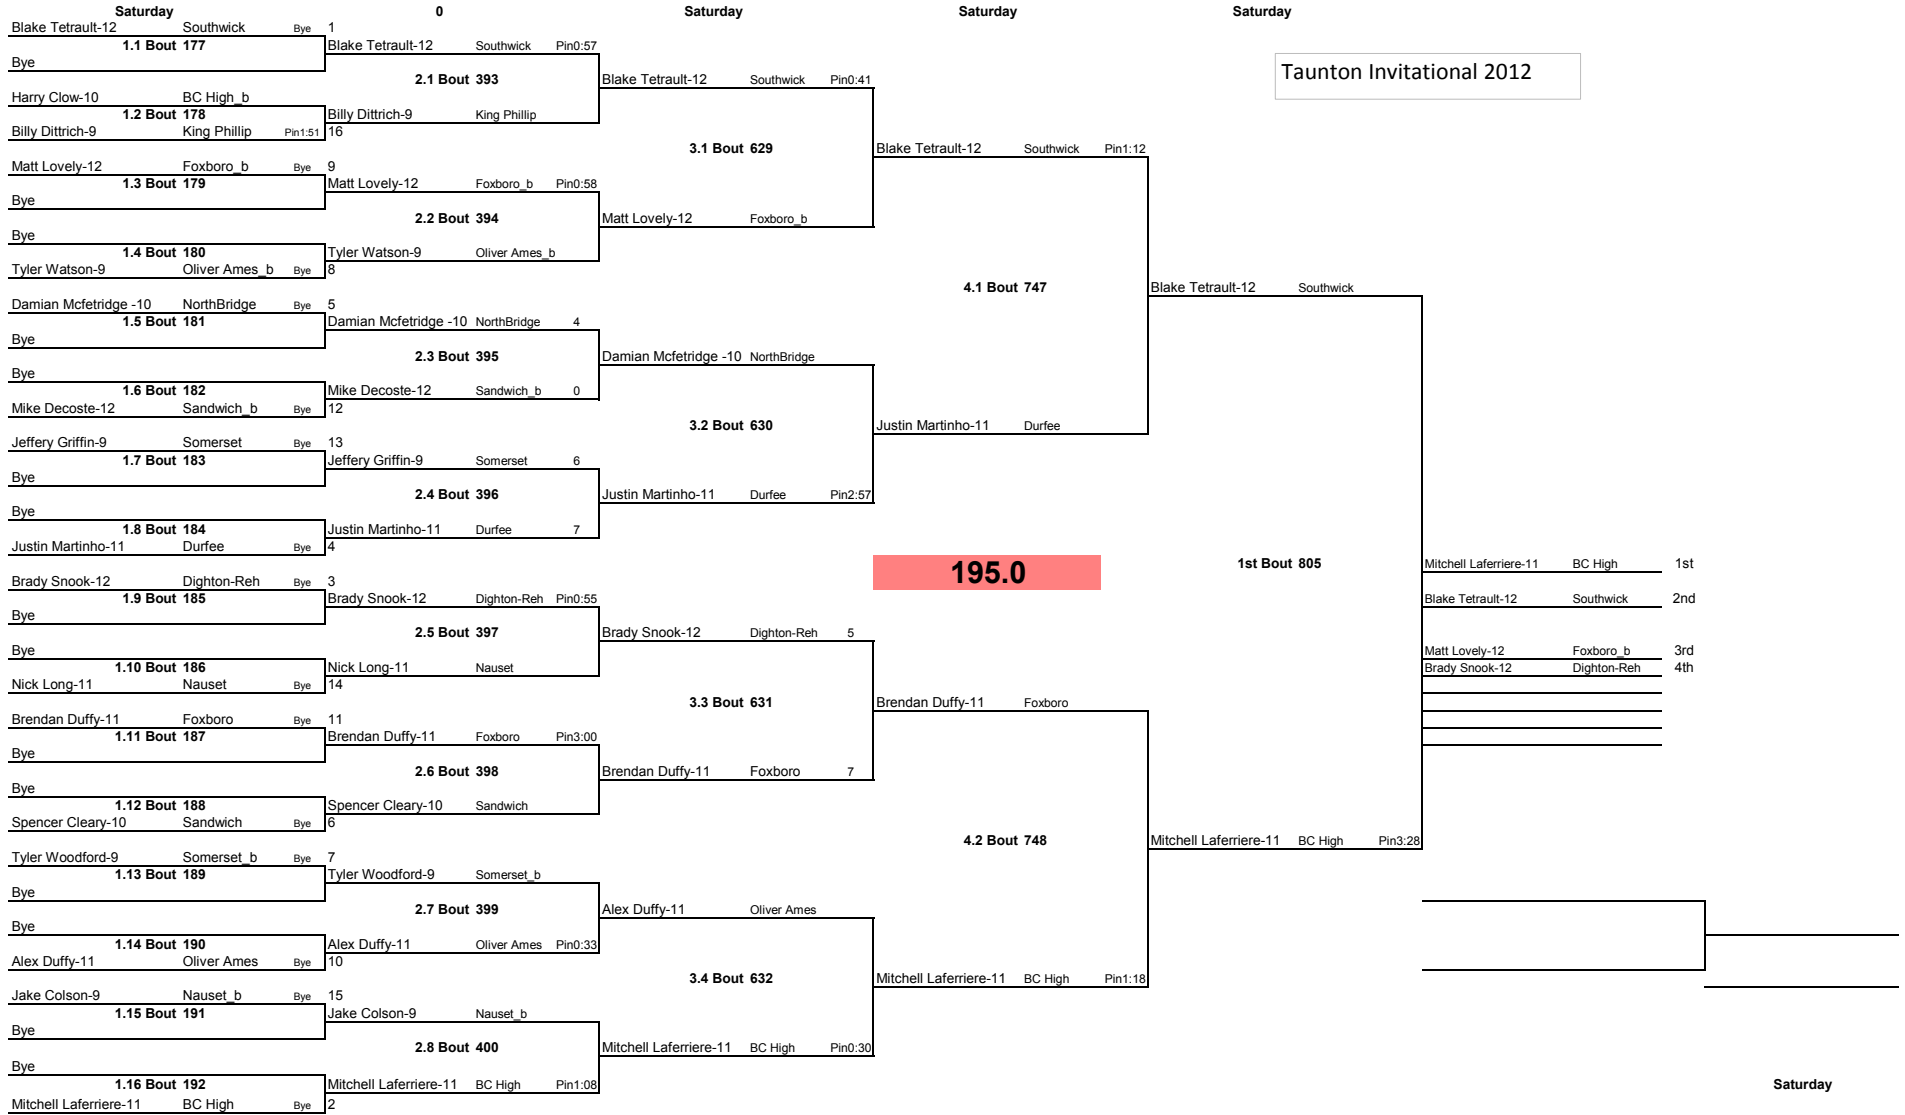 Saturday 0 Saturday Saturday Saturday
Blake Tetrault-12 Southwick Bye 1
1.1 Bout 177 Blake Tetrault-12 Southwick Pin0:57
Bye
2.1 Bout 393 Blake Tetrault-12 Southwick Pin0:41
Taunton Invitational 2012
Harry Clow-10 BC High_b
1.2 Bout 178 Billy Dittrich-9 King Phillip
Billy Dittrich-9 King Phillip Pin1:51 16
3.1 Bout 629 Blake Tetrault-12 Southwick Pin1:12
Matt Lovely-12 Foxboro_b Bye 9
1.3 Bout 179 Matt Lovely-12 Foxboro_b Pin0:58
Bye
2.2 Bout 394 Matt Lovely-12 Foxboro_b
Bye
1.4 Bout 180 Tyler Watson-9 Oliver Ames_b
Tyler Watson-9 Oliver Ames_b Bye 8
4.1 Bout 747 Blake Tetrault-12 Southwick
Damian Mcfetridge -10 NorthBridge Bye 5
1.5 Bout 181 Damian Mcfetridge -10 NorthBridge 4
Bye
2.3 Bout 395 Damian Mcfetridge -10 NorthBridge
Bye
1.6 Bout 182 Mike Decoste-12 Sandwich_b 0
Mike Decoste-12 Sandwich_b Bye 12
3.2 Bout 630 Justin Martinho-11 Durfee
Jeffery Griffin-9 Somerset Bye 13
1.7 Bout 183 Jeffery Griffin-9 Somerset 6
Bye
2.4 Bout 396 Justin Martinho-11 Durfee Pin2:57
Bye
1.8 Bout 184 Justin Martinho-11 Durfee 7
Justin Martinho-11 Durfee Bye 4
195.0 1st Bout 805 Mitchell Laferriere-11 BC High 1st
Brady Snook-12 Dighton-Reh Bye 3
1.9 Bout 185 Brady Snook-12 Dighton-Reh Pin0:55
Blake Tetrault-12 Southwick 2nd
Bye
2.5 Bout 397 Brady Snook-12 Dighton-Reh 5
Bye
Matt Lovely-12 Foxboro_b 3rd
1.10 Bout 186 Nick Long-11 Nauset
Brady Snook-12 Dighton-Reh 4th
Nick Long-11 Nauset Bye 14
3.3 Bout 631 Brendan Duffy-11 Foxboro
Brendan Duffy-11 Foxboro Bye 11
1.11 Bout 187 Brendan Duffy-11 Foxboro Pin3:00
Bye
2.6 Bout 398 Brendan Duffy-11 Foxboro 7
Bye
1.12 Bout 188 Spencer Cleary-10 Sandwich
Spencer Cleary-10 Sandwich Bye 6
4.2 Bout 748 Mitchell Laferriere-11 BC High Pin3:28
Tyler Woodford-9 Somerset_b Bye 7
1.13 Bout 189 Tyler Woodford-9 Somerset_b
Bye
2.7 Bout 399 Alex Duffy-11 Oliver Ames
Bye
1.14 Bout 190 Alex Duffy-11 Oliver Ames Pin0:33
Alex Duffy-11 Oliver Ames Bye 10
3.4 Bout 632 Mitchell Laferriere-11 BC High Pin1:18
Jake Colson-9 Nauset_b Bye 15
1.15 Bout 191 Jake Colson-9 Nauset_b
Bye
2.8 Bout 400 Mitchell Laferriere-11 BC High Pin0:30
Bye
1.16 Bout 192 Mitchell Laferriere-11 BC High Pin1:08
Saturday
Mitchell Laferriere-11 BC High Bye 2